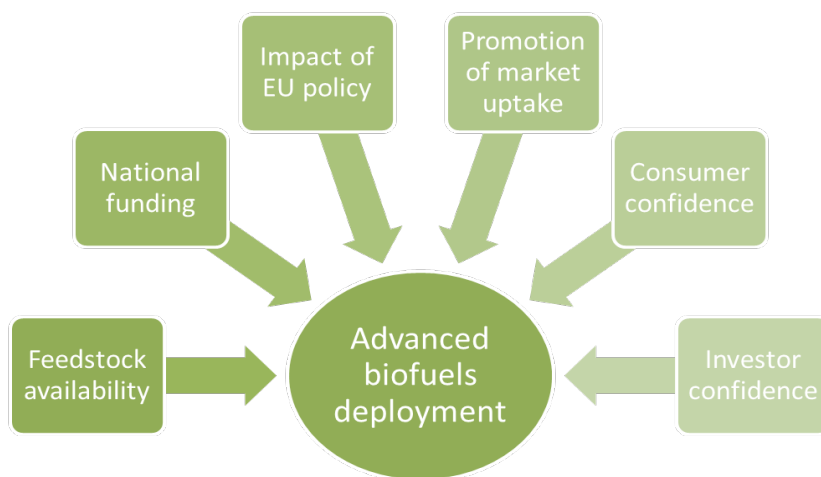 Impact of
EU policy
Promotion
of market
uptake
National
funding
Consumer
confidence
Feedstock
availability
Advanced
biofuels
deployment
Investor
confidence